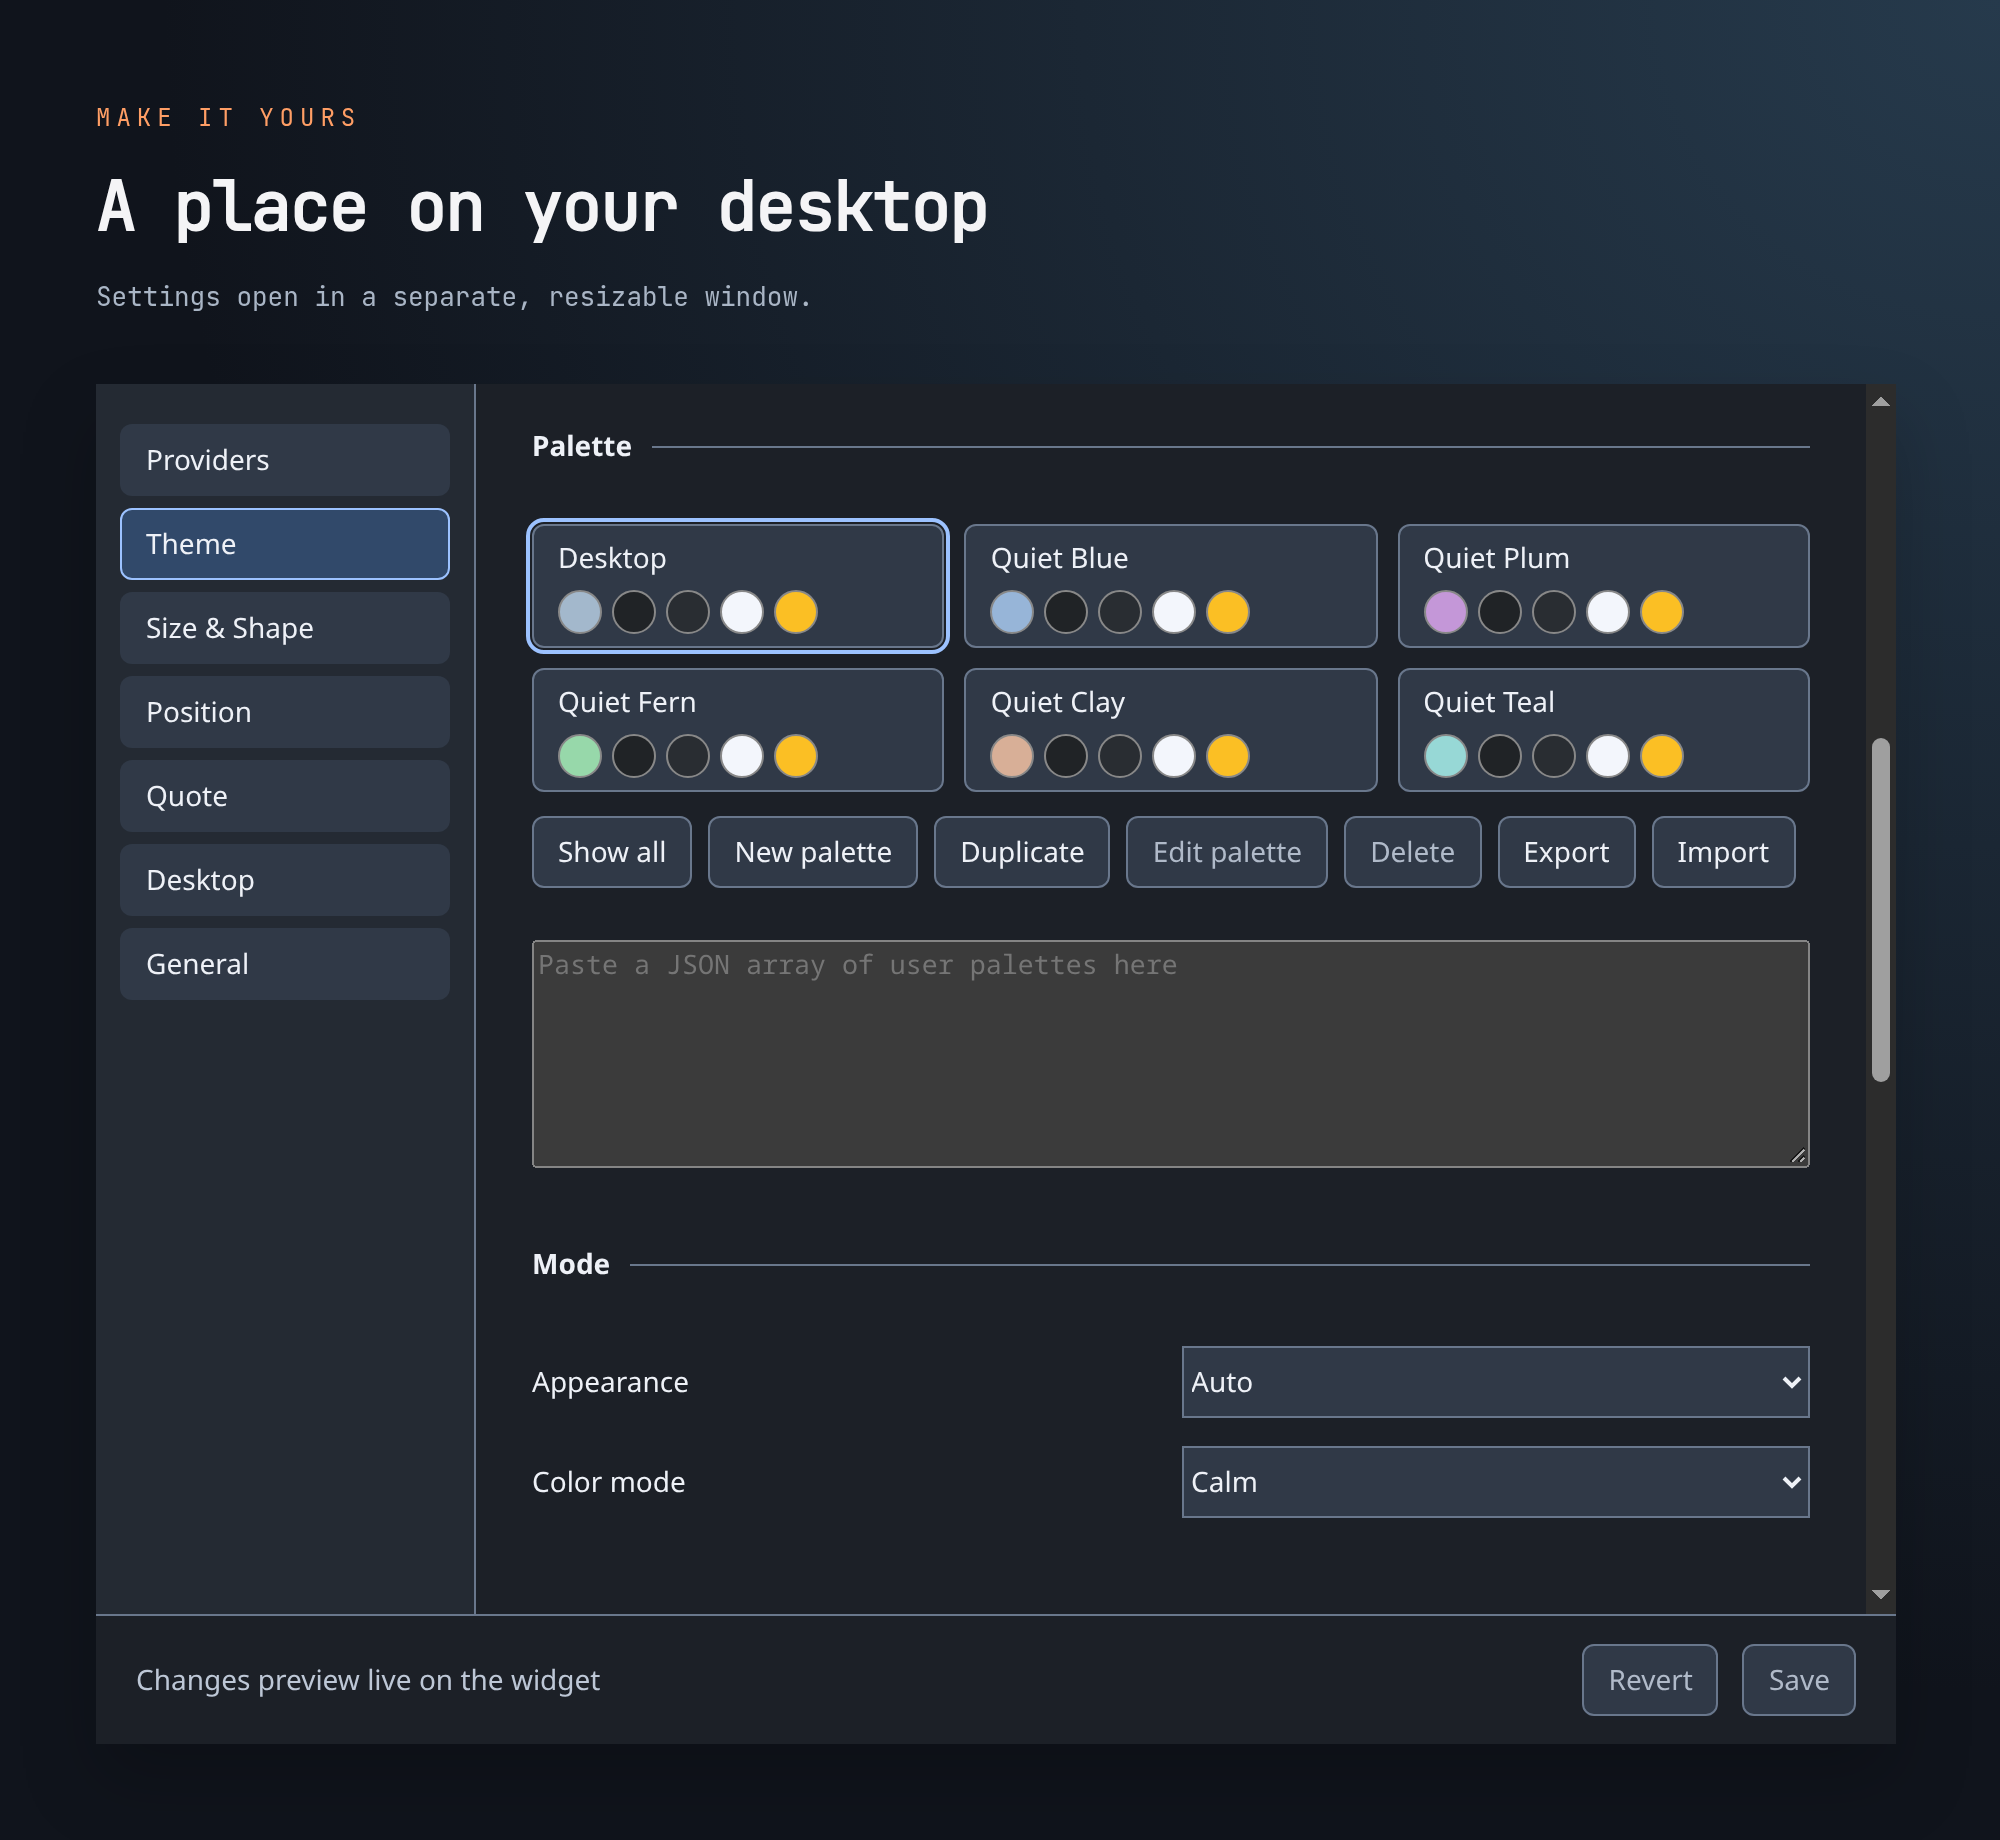 MAKE IT YOURS
A place on your desktop
Settings open in a separate, resizable window.
Providers
Theme
Size & Shape
Position
Quote
Desktop
General
Palette
Desktop
Quiet Blue
Quiet Plum
Quiet Fern
Quiet Clay
Quiet Teal
Show all
New palette
Duplicate
Edit palette
Delete
Export
Import
Paste a JSON array of user palettes here
Mode
Appearance
Auto
Color mode
Calm
Changes preview live on the widget
Revert
Save